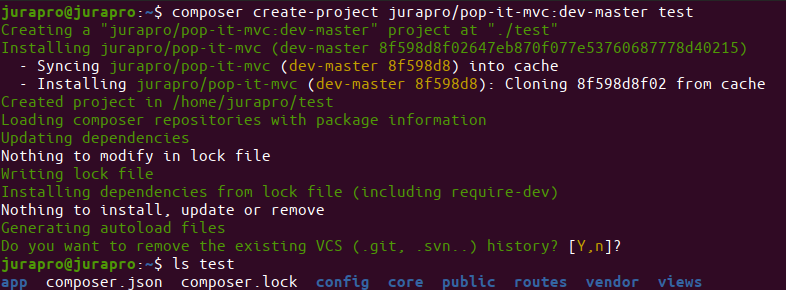 jurapro@jurapro:~$ composer create-project jurapro/pop-it-mvc:dev-master test
Creating a "jurapro/pop-it-mvc:dev-master" project at "./test"
Installing jurapro/pop-it-mvc (dev-master 8f598d8f02647eb870f077e53760687778d40215)
  - Syncing jurapro/pop-it-mvc (dev-master 8f598d8) into cache
  - Installing jurapro/pop-it-mvc (dev-master 8f598d8): Cloning 8f598d8f02 from cache
Created project in /home/jurapro/test
Loading composer repositories with package information
Updating dependencies
Nothing to modify in lock file
Writing lock file
Installing dependencies from lock file (including require-dev)
Nothing to install, update or remove
Generating autoload files
Do you want to remove the existing VCS (.git, .svn..) history? [Y,n]?
jurapro@jurapro:~$ ls test
app  composer.json  composer.lock  config  core  public  routes  vendor  views